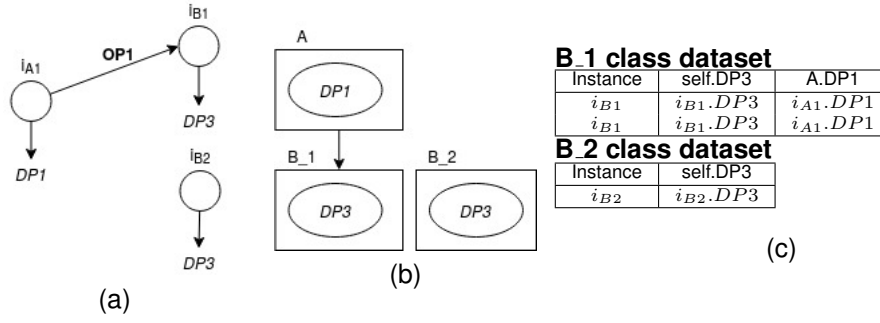 i_A1
OP1
i_B1
DP1
DP3
i_B2
DP3
(a)
A
DP1
B_1 B_2
DP3 DP3
(b)
B_1 class dataset
Instance self.DP3 A.DP1
i_B1 i_B1.DP3 i_A1.DP1
i_B1 i_B1.DP3 i_A1.DP1
B_2 class dataset
Instance self.DP3
i_B2 i_B2.DP3
(c)